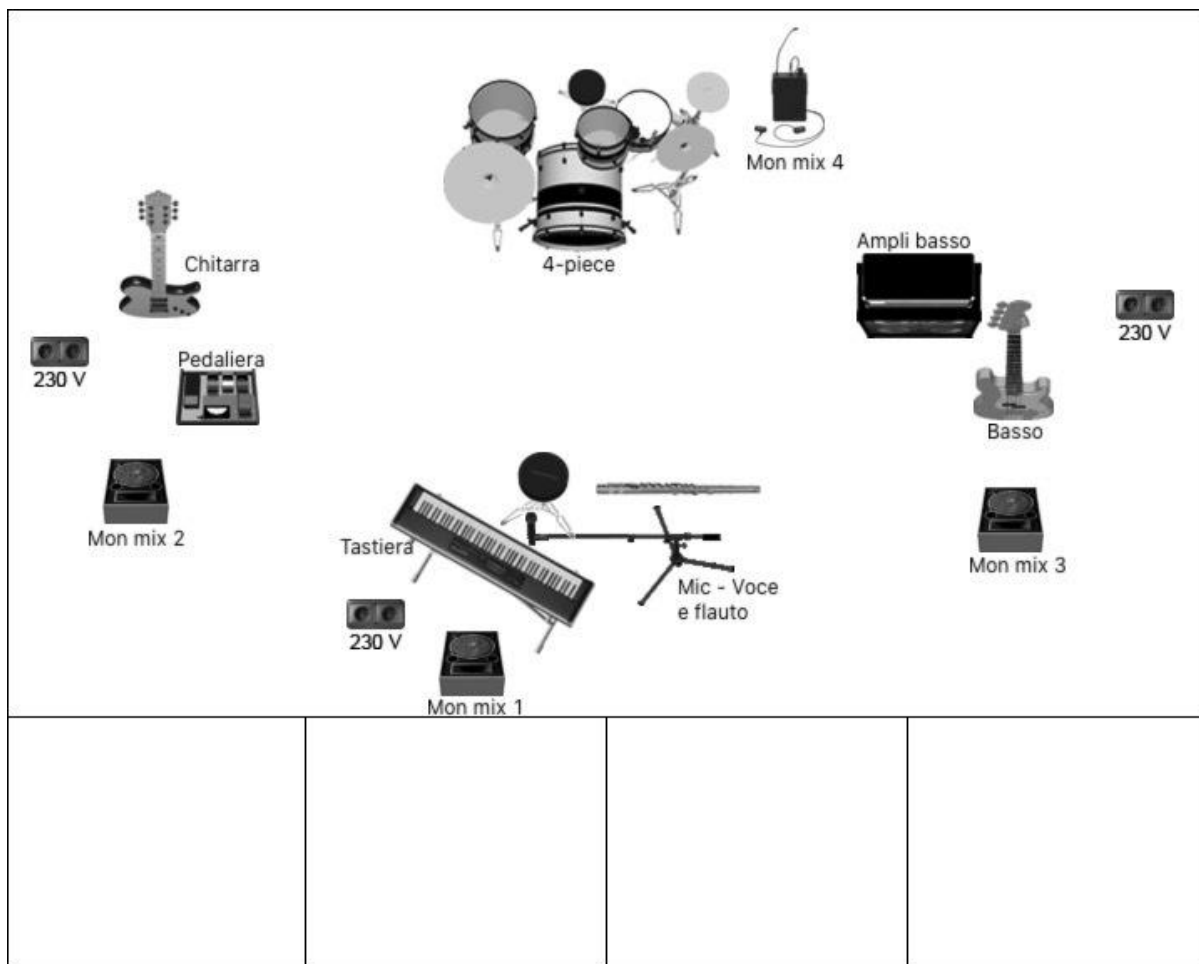 Mon mix 4
4-piece
Ampli basso
Chitarra
230 V
230 V
Pedaliera
Basso
Mon mix 2
Tastiera
Mon mix 3
Mic - Voce
e flauto
230 V
Mon mix 1